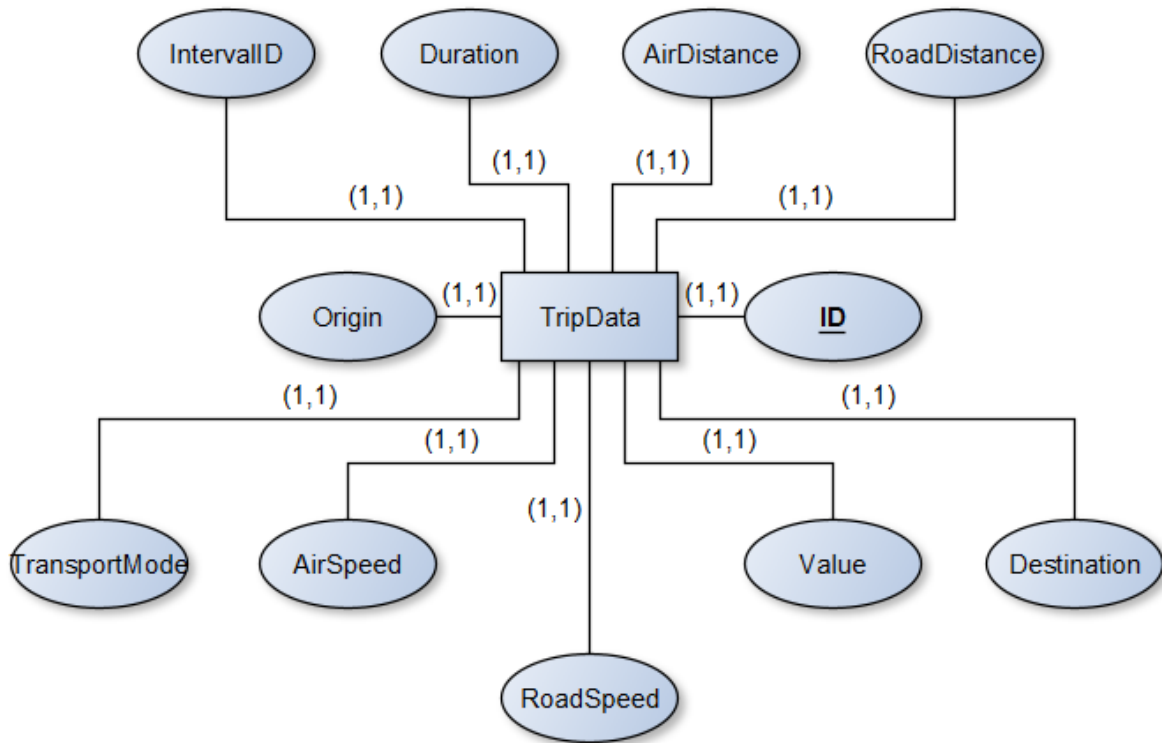 IntervalID
Duration
AirDistance
RoadDistance
(1,1)
(1,1)
(1,1)
(1,1)
Origin
(1,1)
TripData
(1,1)
ID
(1,1)
(1,1)
(1,1)
(1,1)
(1,1)
TransportMode
AirSpeed
Value
Destination
RoadSpeed